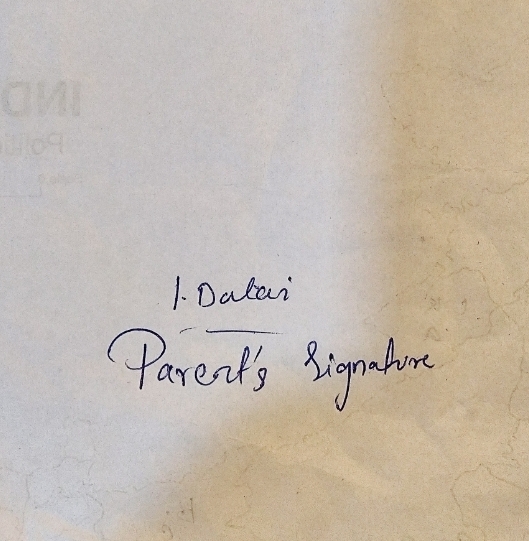 I. Dalai
Parent's Signature